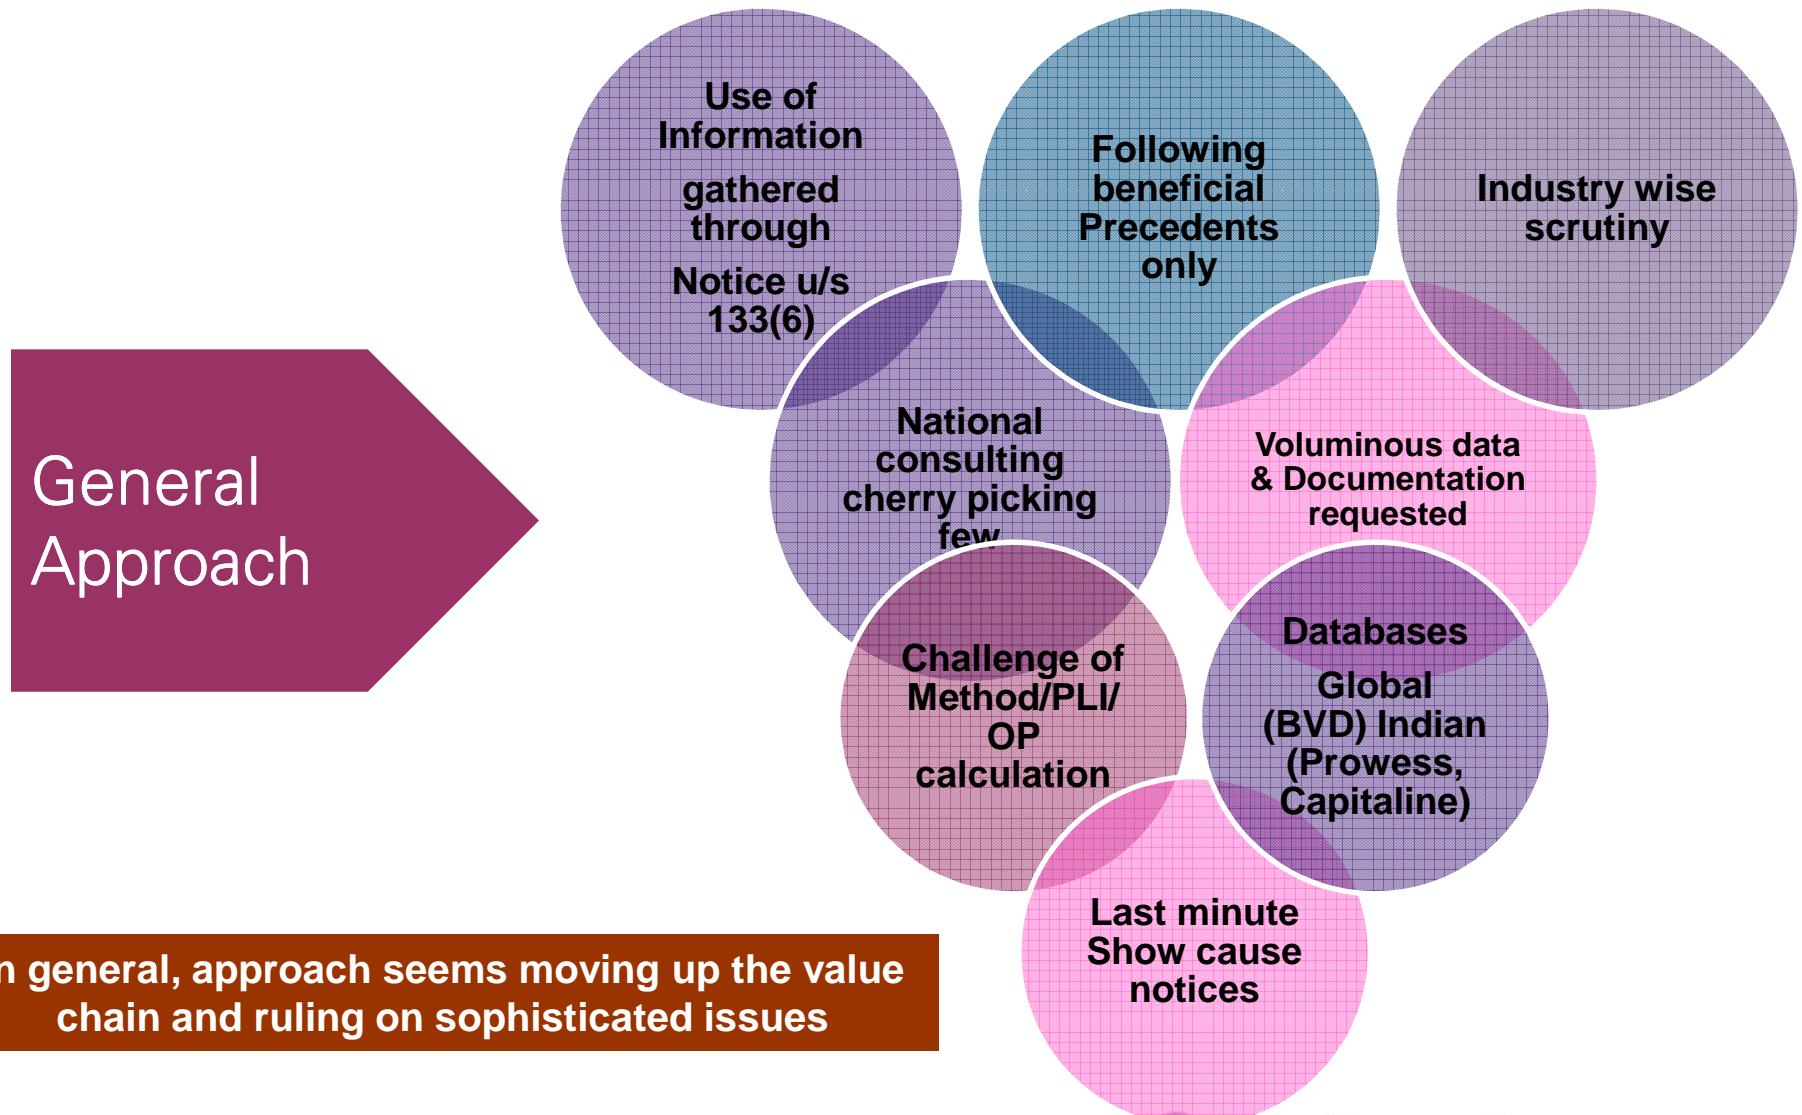 Use of
Information
gathered
through
Notice u/s
133(6)
Following
beneficial
Precedents
only
Industry wise
scrutiny
National
consulting
cherry picking
few
Voluminous data
& Documentation
requested
General
Approach
Challenge of
Method/PLI/
OP
calculation
Databases
Global
(BVD) Indian
(Prowess,
Capitaline)
Last minute
Show cause
notices
n general, approach seems moving up the value
chain and ruling on sophisticated issues